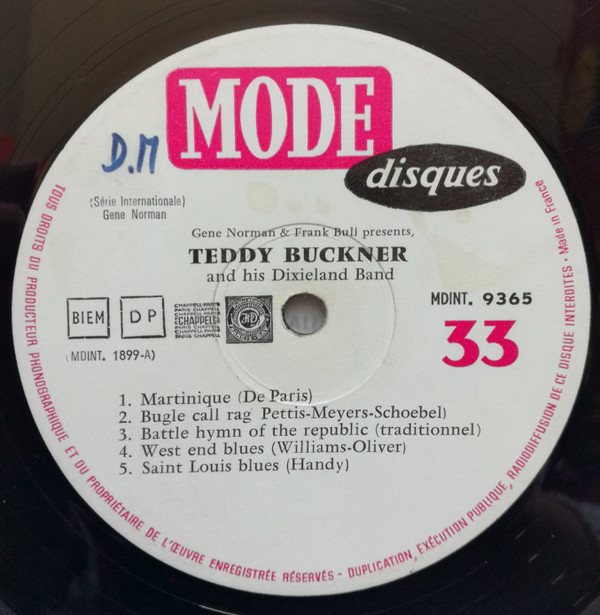 MODE
disques
D.M
(Série Internationale)
Gene Norman
Gene Norman & Frank Bull presents,
TEDDY BUCKNER
and his Dixieland Band
BIEM
DP
CHAPPELL
MDINT. 9365
33
(MDINT. 1899-A)
1. Martinique (De Paris)
2. Bugle call rag Pettis-Meyers-Schoebel)
3. Battle hymn of the republic (traditionnel)
4. West end blues (Williams-Oliver)
5. Saint Louis blues (Handy)
TOUS DROITS DU PRODUCTEUR PHONOGRAPHIQUE ET DU PROPRIÉTAIRE DE L'ŒUVRE ENREGISTRÉE RÉSERVÉS - DUPLICATION, EXÉCUTION PUBLIQUE, RADIODIFFUSION DE CE DISQUE INTERDITES • Made in France